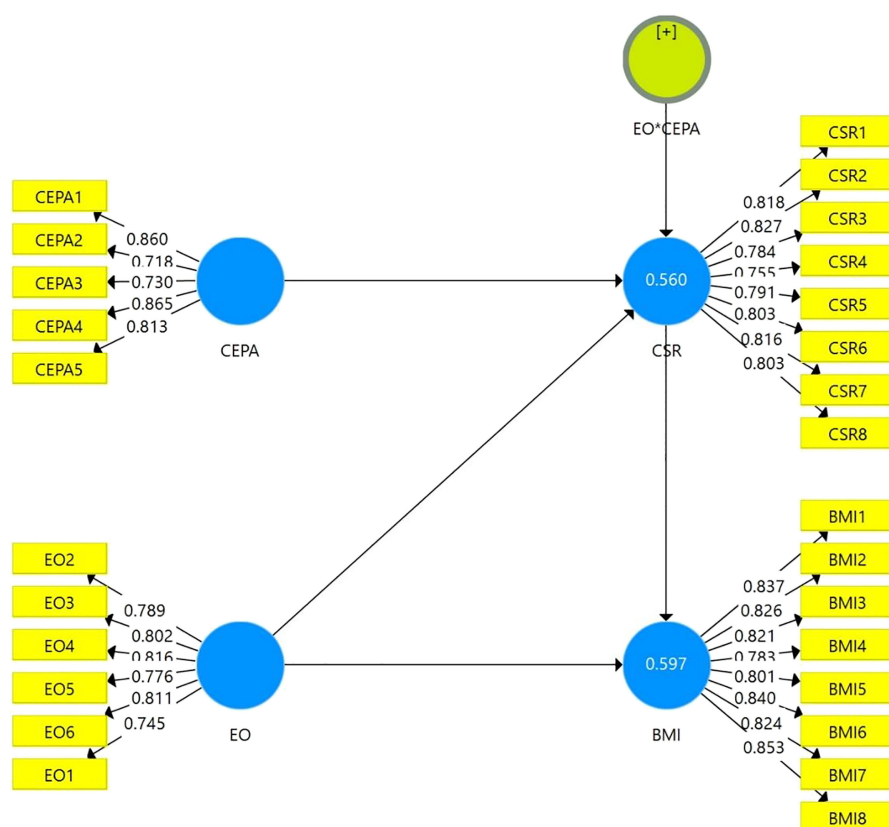 [+]
EO*CEPA
CEPA1
CEPA2
CEPA3
CEPA4
CEPA5
0.860
0.718
0.730
0.865
0.813
CEPA
0.560
CSR
0.818
0.827
0.784
0.755
0.791
0.803
0.816
0.803
CSR1
CSR2
CSR3
CSR4
CSR5
CSR6
CSR7
CSR8
EO2
EO3
EO4
EO5
EO6
EO1
0.789
0.802
0.816
0.776
0.811
0.745
EO
0.597
BMI
0.837
0.826
0.821
0.783
0.801
0.840
0.824
0.853
BMI1
BMI2
BMI3
BMI4
BMI5
BMI6
BMI7
BMI8